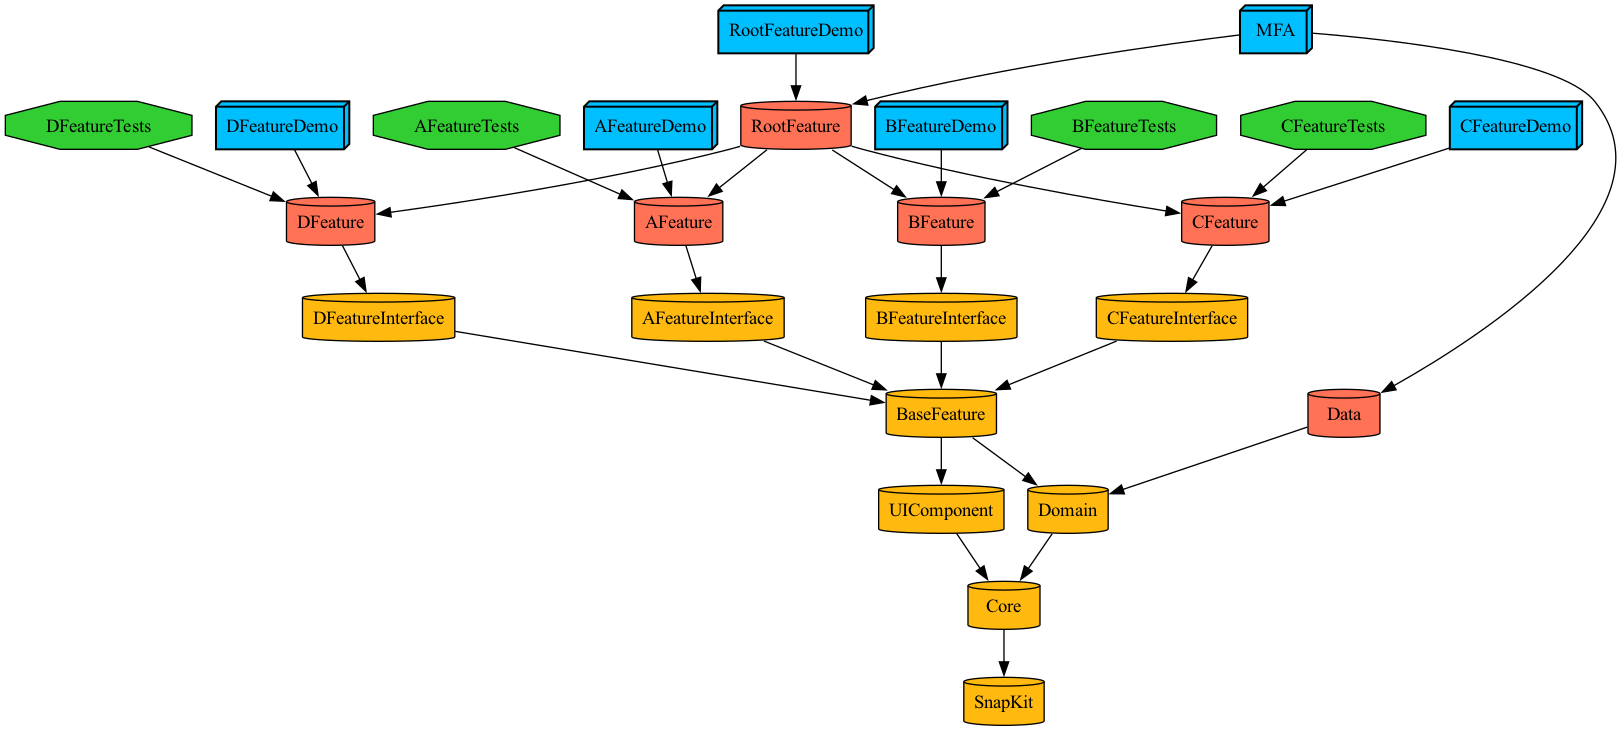 RootFeatureDemo
MFA
DFeatureTests
DFeatureDemo
AFeatureTests
AFeatureDemo
RootFeature
BFeatureDemo
BFeatureTests
CFeatureTests
CFeatureDemo
DFeature
AFeature
BFeature
CFeature
DFeatureInterface
AFeatureInterface
BFeatureInterface
CFeatureInterface
BaseFeature
Data
UIComponent
Domain
Core
SnapKit